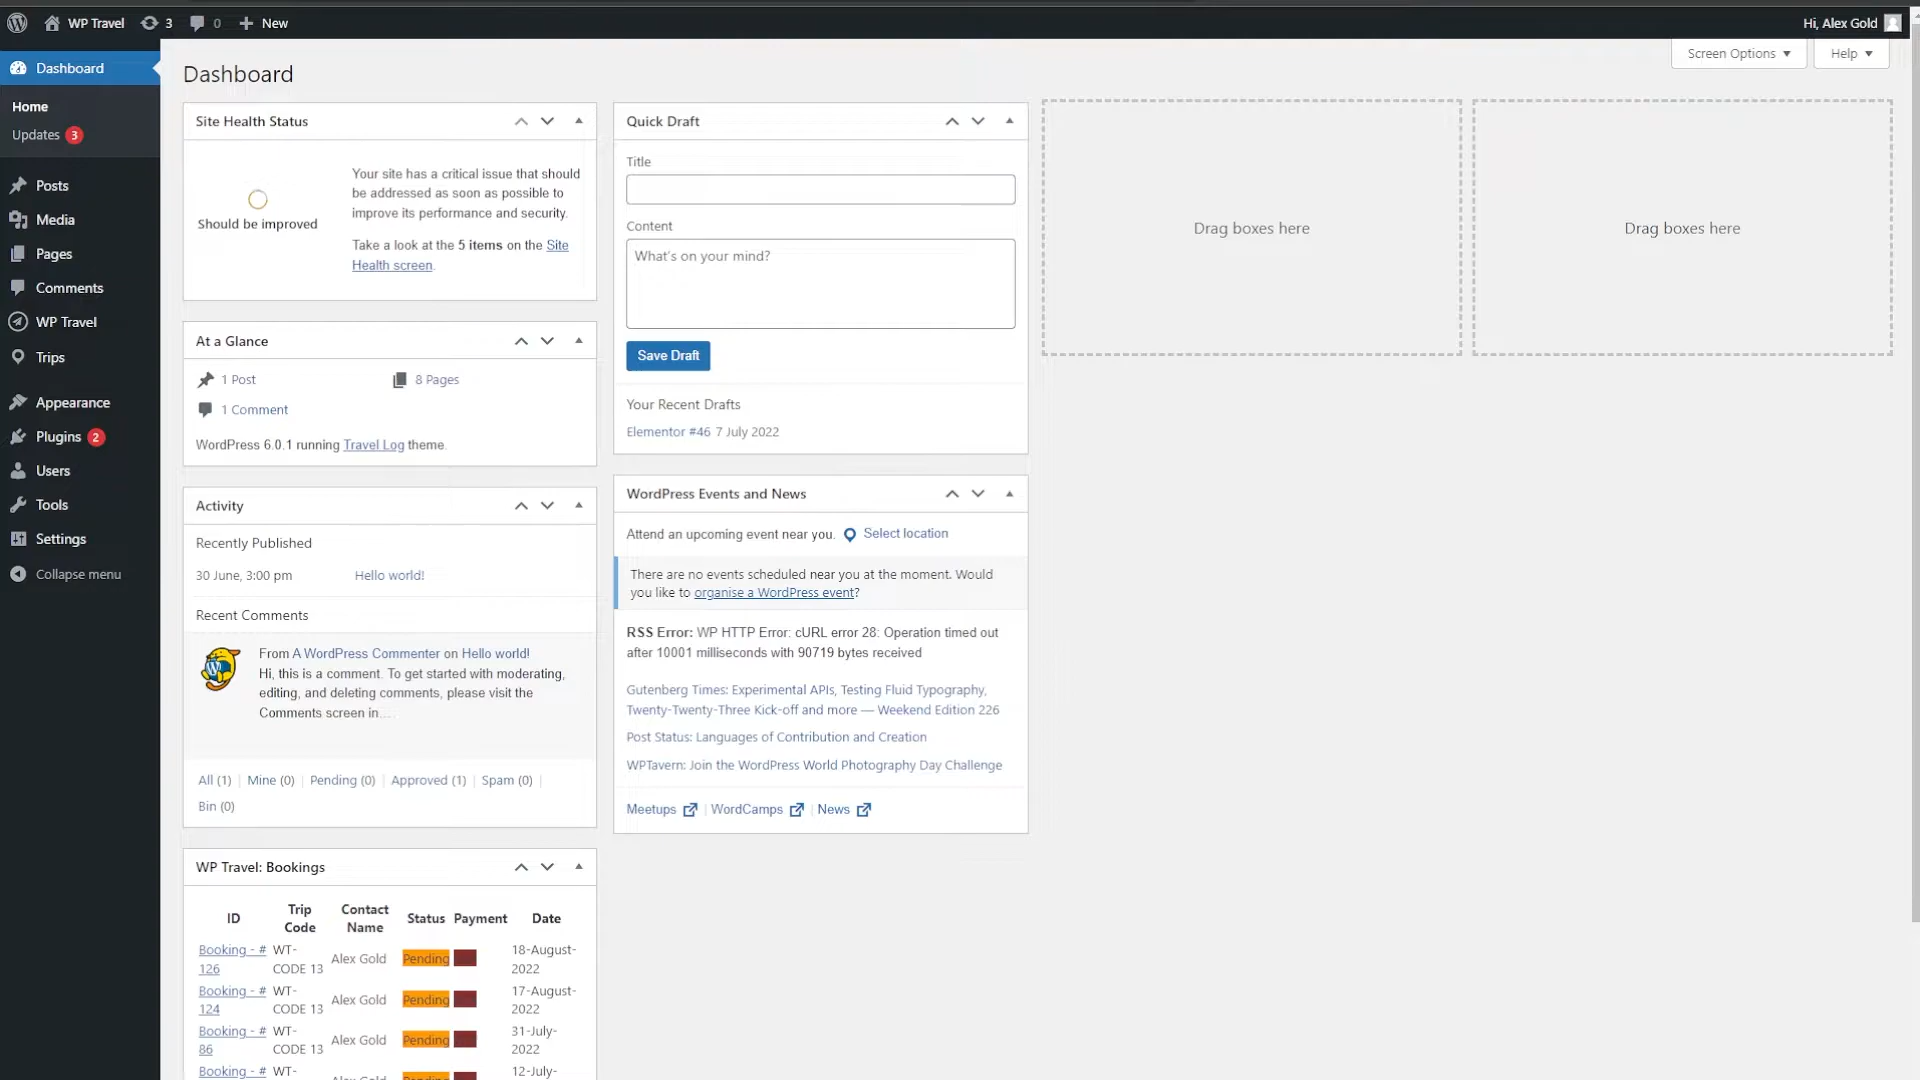 WP Travel 3 0 New
Hi, Alex Gold
Screen Options
Help
Dashboard
Home
Updates 3
Posts
Media
Pages
Comments
WP Travel
Trips
Appearance
Plugins 2
Users
Tools
Settings
Collapse menu
Dashboard
Site Health Status
Should be improved
Your site has a critical issue that should
be addressed as soon as possible to
improve its performance and security.
Take a look at the 5 items on the Site
Health screen.
At a Glance
1 Post
8 Pages
1 Comment
WordPress 6.0.1 running Travel Log theme.
Activity
Recently Published
30 June, 3:00 pm Hello world!
Recent Comments
From A WordPress Commenter on Hello world!
Hi, this is a comment. To get started with moderating,
editing, and deleting comments, please visit the
Comments screen in…
All (1) | Mine (0) | Pending (0) | Approved (1) | Spam (0) |
Bin (0)
WP Travel: Bookings
ID Trip Code Contact Name Status Payment Date
Booking - # WT- Alex Gold Pending 18-August-
126 CODE 13 2022
Booking - # WT- Alex Gold Pending 17-August-
124 CODE 13 2022
Booking - # WT- Alex Gold Pending 31-July-
86 CODE 13 2022
Booking - # WT- Alex Gold Pending 12-July-
Quick Draft
Title
Content
What's on your mind?
Save Draft
Your Recent Drafts
Elementor #46 7 July 2022
WordPress Events and News
Attend an upcoming event near you. Select location
There are no events scheduled near you at the moment. Would
you like to organise a WordPress event?
RSS Error: WP HTTP Error: cURL error 28: Operation timed out
after 10001 milliseconds with 90719 bytes received
Gutenberg Times: Experimental APIs, Testing Fluid Typography,
Twenty-Twenty-Three Kick-off and more — Weekend Edition 226
Post Status: Languages of Contribution and Creation
WPTavern: Join the WordPress World Photography Day Challenge
Meetups | WordCamps | News
Drag boxes here
Drag boxes here